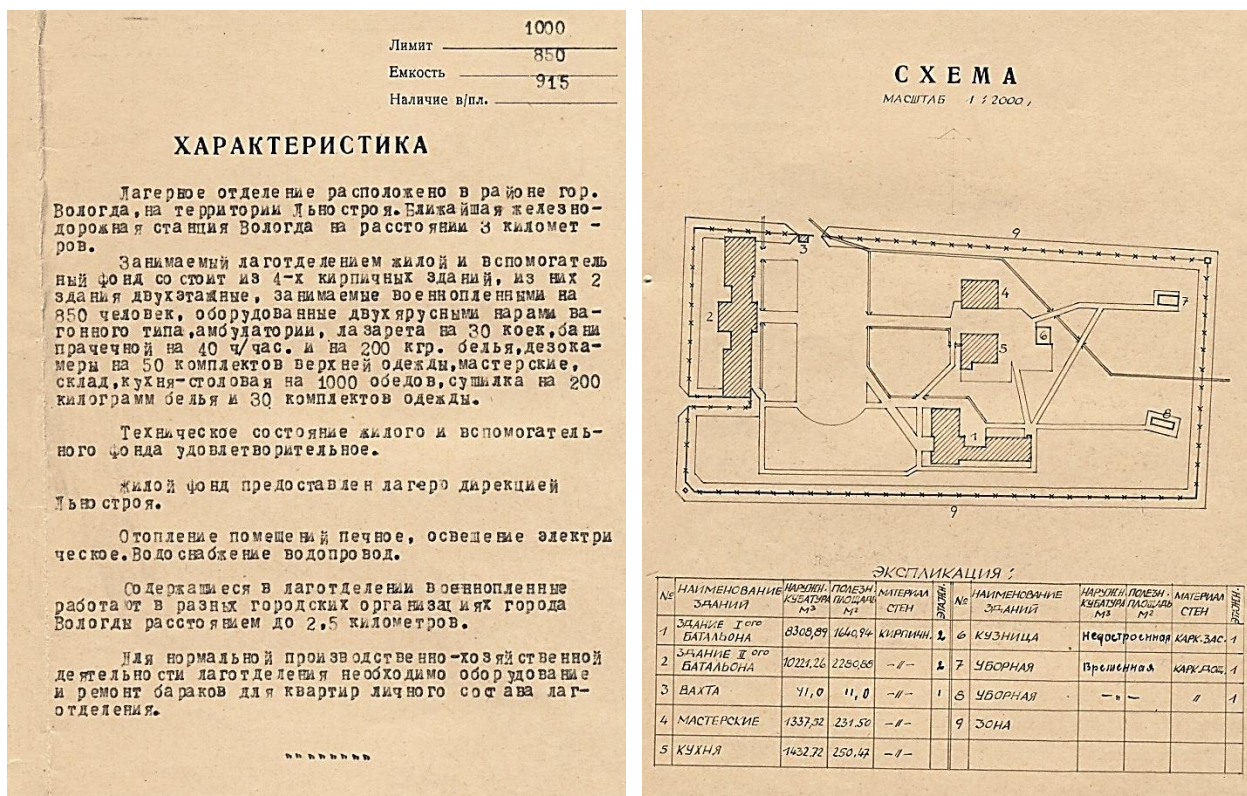 Лимит 1000
Емкость 850
Наличие в/пл. 915
ХАРАКТЕРИСТИКА
Лагерное отделение расположено в районе гор.
Вологда,на территории Льностроя.Ближайшая железно-
дорожная станция Вологда на расстоянии 3 километ -
ров.
Занимаемый лаготделением жилой и вспомогатель
ный фонд состоит из 4-х кирпичных зданий, из них 2
здания двухэтажные, занимаемые военнопленными на
850 человек, оборудованные двухярусными нарами ва-
гонного типа,амбулатории, лазарета на 30 коек,бани
прачечной на 40 ч/час. и на 200 кгр. белья,дезока-
меры на 50 комплектов верхней одежды,мастерские,
склад,кухня-столовая на 1000 обедов,сушилка на 200
килограмм белья и 30 комплектов одежды.
Техническое состояние жилого и вспомогатель-
ного фонда удовлетворительное.
жилой фонд предоставлен лагерю дирекцией
Льностроя.
Отопление помещений печное, освещение электри
ческое.Водоснабжение водопровод.
Содержащиеся в лаготделении военнопленные
работают в разных городских организациях города
Вологды расстоянием до 2,5 километров.
Для нормальной производственно-хозяйственной
деятельности лаготделения необходимо оборудование
и ремонт бараков для квартир личного состава лаг-
отделения.
СХЕМА
МАСШТАБ 1:2000,
9
3
4
7
2
6
5
8
1
9
ЭКСПЛИКАЦИЯ:
№ НАИМЕНОВАНИЕ ЗДАНИЙ НАРУЖН. КУБАТУРА М³ ПОЛЕЗН. ПЛОЩАДЬ М² МАТЕРИАЛ СТЕН ЭТАЖН. № НАИМЕНОВАНИЕ ЗДАНИЙ НАРУЖН. КУБАТУРА М³ ПОЛЕЗН. ПЛОЩАДЬ М² МАТЕРИАЛ СТЕН ЭТАЖН.
1 ЗДАНИЕ I ого БАТАЛЬОНА 8308,89 1640,94 КИРПИЧН. 2 6 КУЗНИЦА Недостроенная КАРК.ЗАС. 1
2 ЗДАНИЕ II ого БАТАЛЬОНА 10221,26 2280,88 -//- 2 7 УБОРНАЯ Временная КАРК.ДОЩ. 1
3 ВАХТА 41,0 11,0 -//- 1 8 УБОРНАЯ -"- // 1
4 МАСТЕРСКИЕ 1337,32 231.50 -//- 9 ЗОНА
5 КУХНЯ 1432.72 250,47 -//-